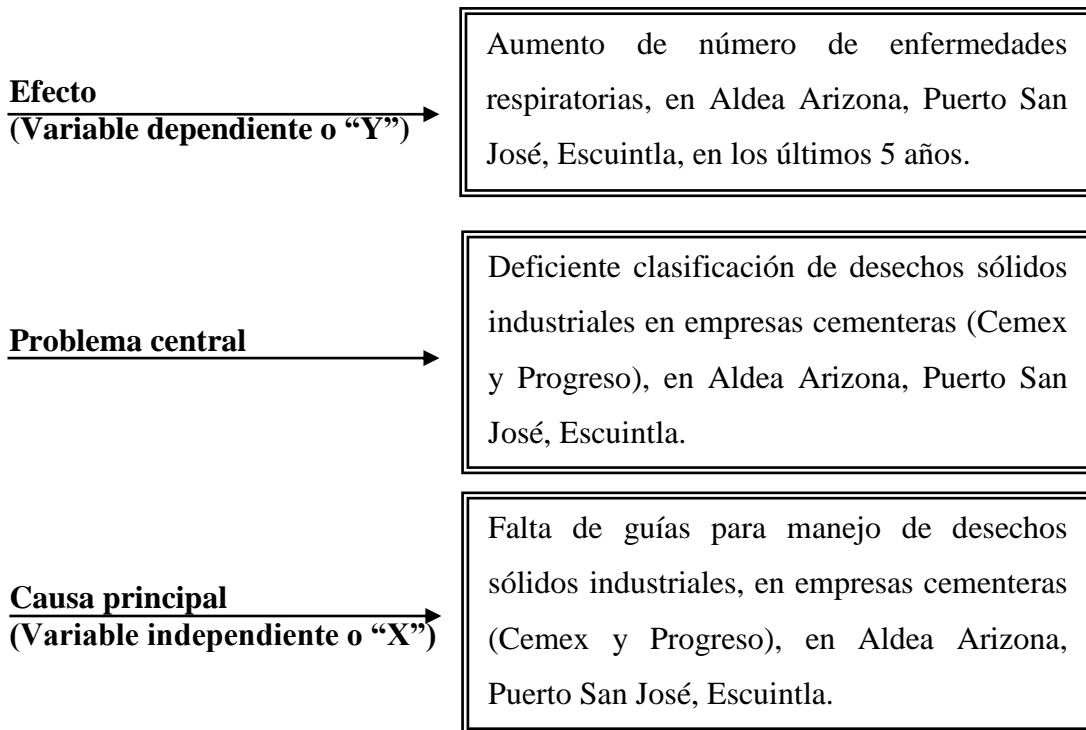 Efecto
(Variable dependiente o “Y”)
Aumento de número de enfermedades
respiratorias, en Aldea Arizona, Puerto San
José, Escuintla, en los últimos 5 años.
Problema central
Deficiente clasificación de desechos sólidos
industriales en empresas cementeras (Cemex
y Progreso), en Aldea Arizona, Puerto San
José, Escuintla.
Causa principal
(Variable independiente o “X”)
Falta de guías para manejo de desechos
sólidos industriales, en empresas cementeras
(Cemex y Progreso), en Aldea Arizona,
Puerto San José, Escuintla.